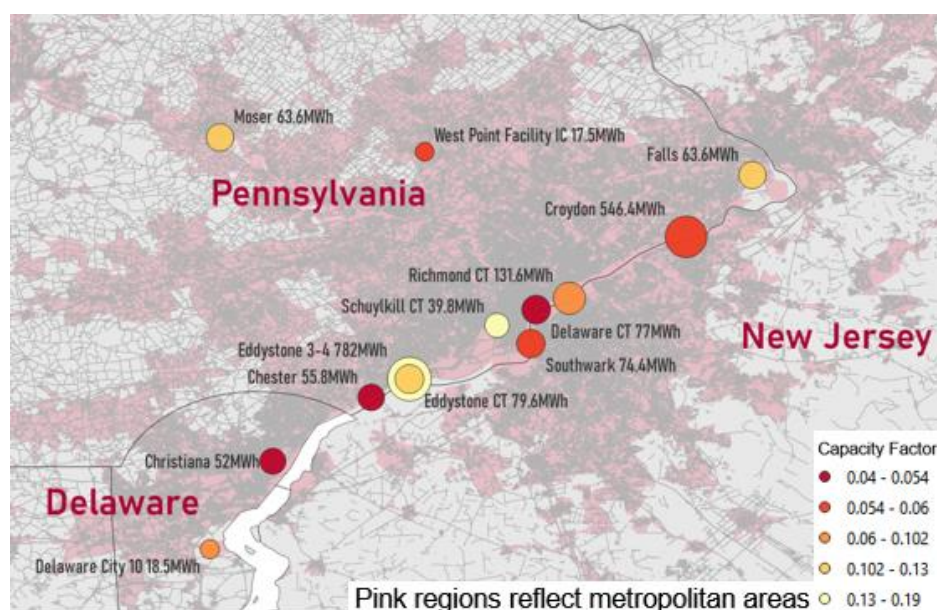 Moser 63.6MWh
West Point Facility IC 17.5MWh
Falls 63.6MWh
Pennsylvania
Croydon 546.4MWh
Richmond CT 131.6MWh
Schuylkill CT 39.8MWh
Delaware CT 77MWh
New Jersey
Eddystone 3-4 782MWh
Southwark 74.4MWh
Chester 55.8MWh
Eddystone CT 79.6MWh
Christiana 52MWh
Delaware
Delaware City 10 18.5MWh
Capacity Factor
0.04 - 0.054
0.054 - 0.06
0.06 - 0.102
0.102 - 0.13
0.13 - 0.19
Pink regions reflect metropolitan areas